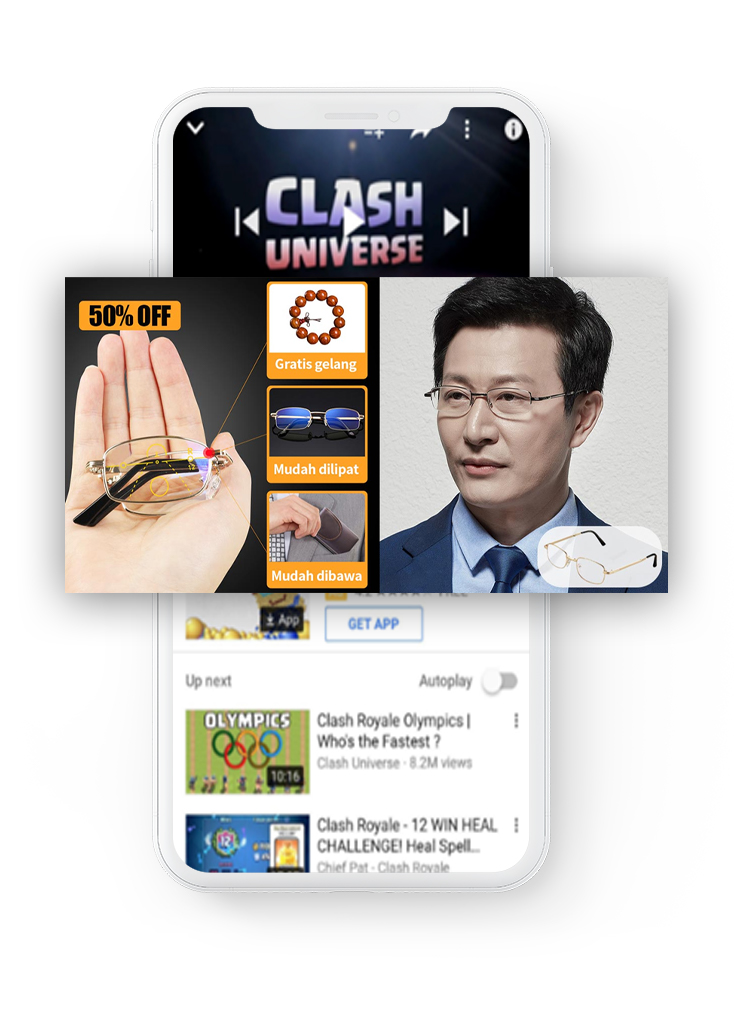 CLASH
UNIVERSE
50% OFF
Gratis gelang
Mudah dilipat
Mudah dibawa
App
GET APP
Up next
Autoplay
OLYMPICS
10:16
Clash Royale Olympics |
Who's the Fastest ?
Clash Universe · 8.2M views
12
Clash Royale - 12 WIN HEAL
CHALLENGE! Heal Spell...
Chief Pat - Clash Royale